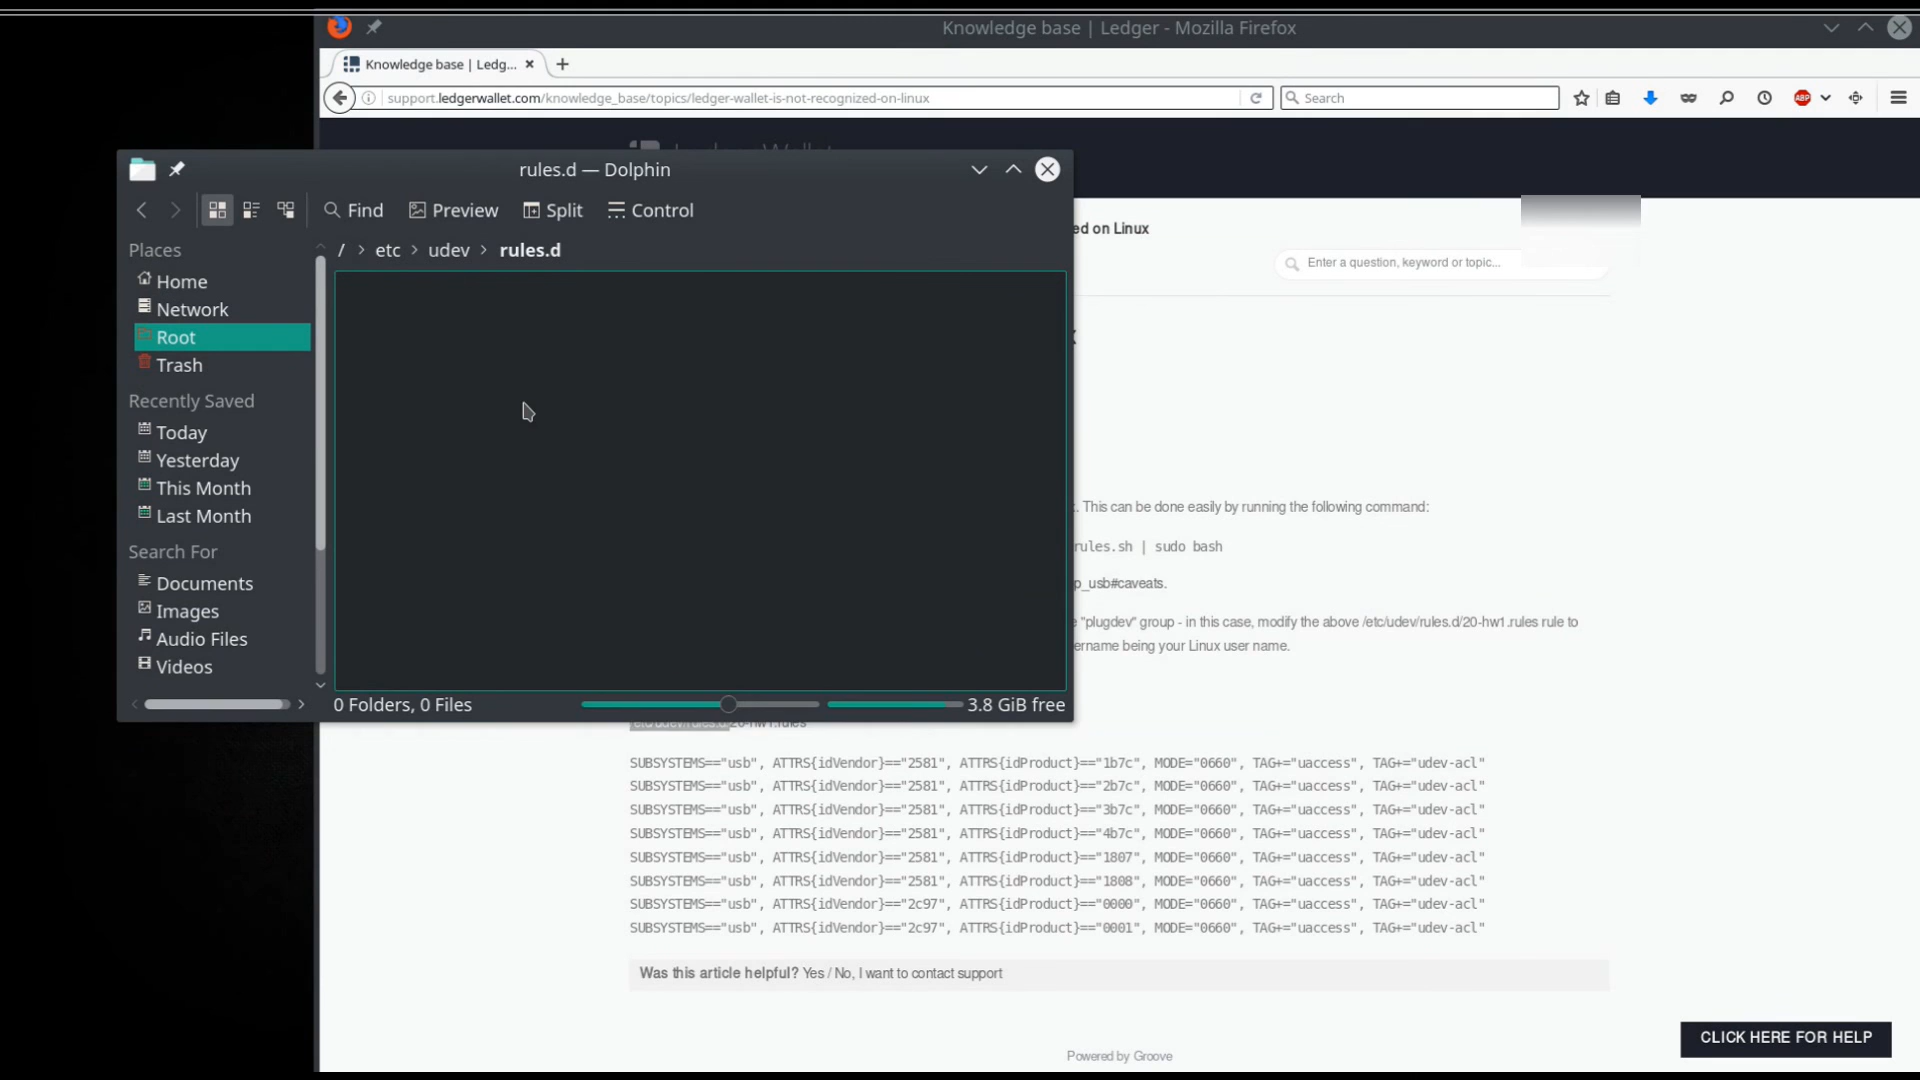 Knowledge base | Ledger - Mozilla Firefox
Knowledge base | Ledg...
support.ledgerwallet.com/knowledge_base/topics/ledger-wallet-is-not-recognized-on-linux
Search
ABP
rules.d — Dolphin
Find
Preview
Split
Control
/ > etc > udev > rules.d
Places
Home
Network
Root
Trash
Recently Saved
Today
Yesterday
This Month
Last Month
Search For
Documents
Images
Audio Files
Videos
0 Folders, 0 Files
3.8 GiB free
ed on Linux
Enter a question, keyword or topic...
. This can be done easily by running the following command:
rules.sh | sudo bash
p_usb#caveats.
"plugdev" group - in this case, modify the above /etc/udev/rules.d/20-hw1.rules rule to
ername being your Linux user name.
etc/udev/rules.d/20-hw1.rules
SUBSYSTEMS=="usb", ATTRS{idVendor}=="2581", ATTRS{idProduct}=="1b7c", MODE="0660", TAG+="uaccess", TAG+="udev-acl"
SUBSYSTEMS=="usb", ATTRS{idVendor}=="2581", ATTRS{idProduct}=="2b7c", MODE="0660", TAG+="uaccess", TAG+="udev-acl"
SUBSYSTEMS=="usb", ATTRS{idVendor}=="2581", ATTRS{idProduct}=="3b7c", MODE="0660", TAG+="uaccess", TAG+="udev-acl"
SUBSYSTEMS=="usb", ATTRS{idVendor}=="2581", ATTRS{idProduct}=="4b7c", MODE="0660", TAG+="uaccess", TAG+="udev-acl"
SUBSYSTEMS=="usb", ATTRS{idVendor}=="2581", ATTRS{idProduct}=="1807", MODE="0660", TAG+="uaccess", TAG+="udev-acl"
SUBSYSTEMS=="usb", ATTRS{idVendor}=="2581", ATTRS{idProduct}=="1808", MODE="0660", TAG+="uaccess", TAG+="udev-acl"
SUBSYSTEMS=="usb", ATTRS{idVendor}=="2c97", ATTRS{idProduct}=="0000", MODE="0660", TAG+="uaccess", TAG+="udev-acl"
SUBSYSTEMS=="usb", ATTRS{idVendor}=="2c97", ATTRS{idProduct}=="0001", MODE="0660", TAG+="uaccess", TAG+="udev-acl"
Was this article helpful? Yes / No, I want to contact support
CLICK HERE FOR HELP
Powered by Groove